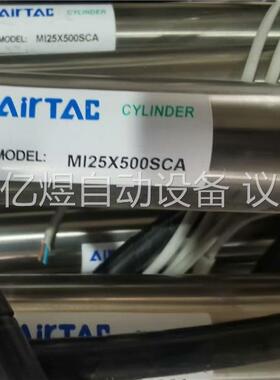 AIRTAC CYLINDER
MODEL: MI25X500SCA
AIRTAC CYLINDER
MODEL: MI25X500SCA
亿煜自动设备 议
AIRTAC
AIRTAC